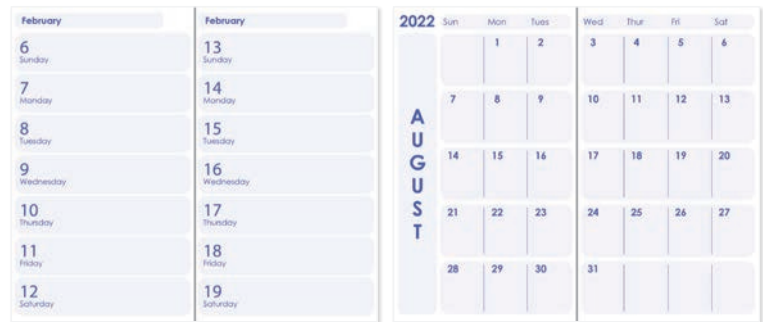 February
6
Sunday
7
Monday
8
Tuesday
9
Wednesday
10
Thursday
11
Friday
12
Saturday
February
13
Sunday
14
Monday
15
Tuesday
16
Wednesday
17
Thursday
18
Friday
19
Saturday
2022 Sun Mon Tues Wed Thur Fri Sat
AUGUST
1 2 3 4 5 6
7 8 9 10 11 12 13
14 15 16 17 18 19 20
21 22 23 24 25 26 27
28 29 30 31